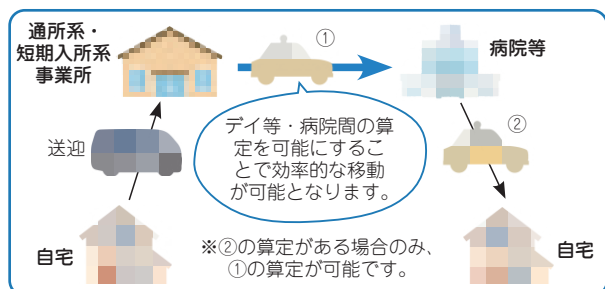 通所系・
短期入所系
事業所
①
病院等
デイ等・病院間の算
定を可能にするこ
とで効率的な移動
が可能となります。
送迎
②
自宅
※②の算定がある場合のみ、
①の算定が可能です。
自宅